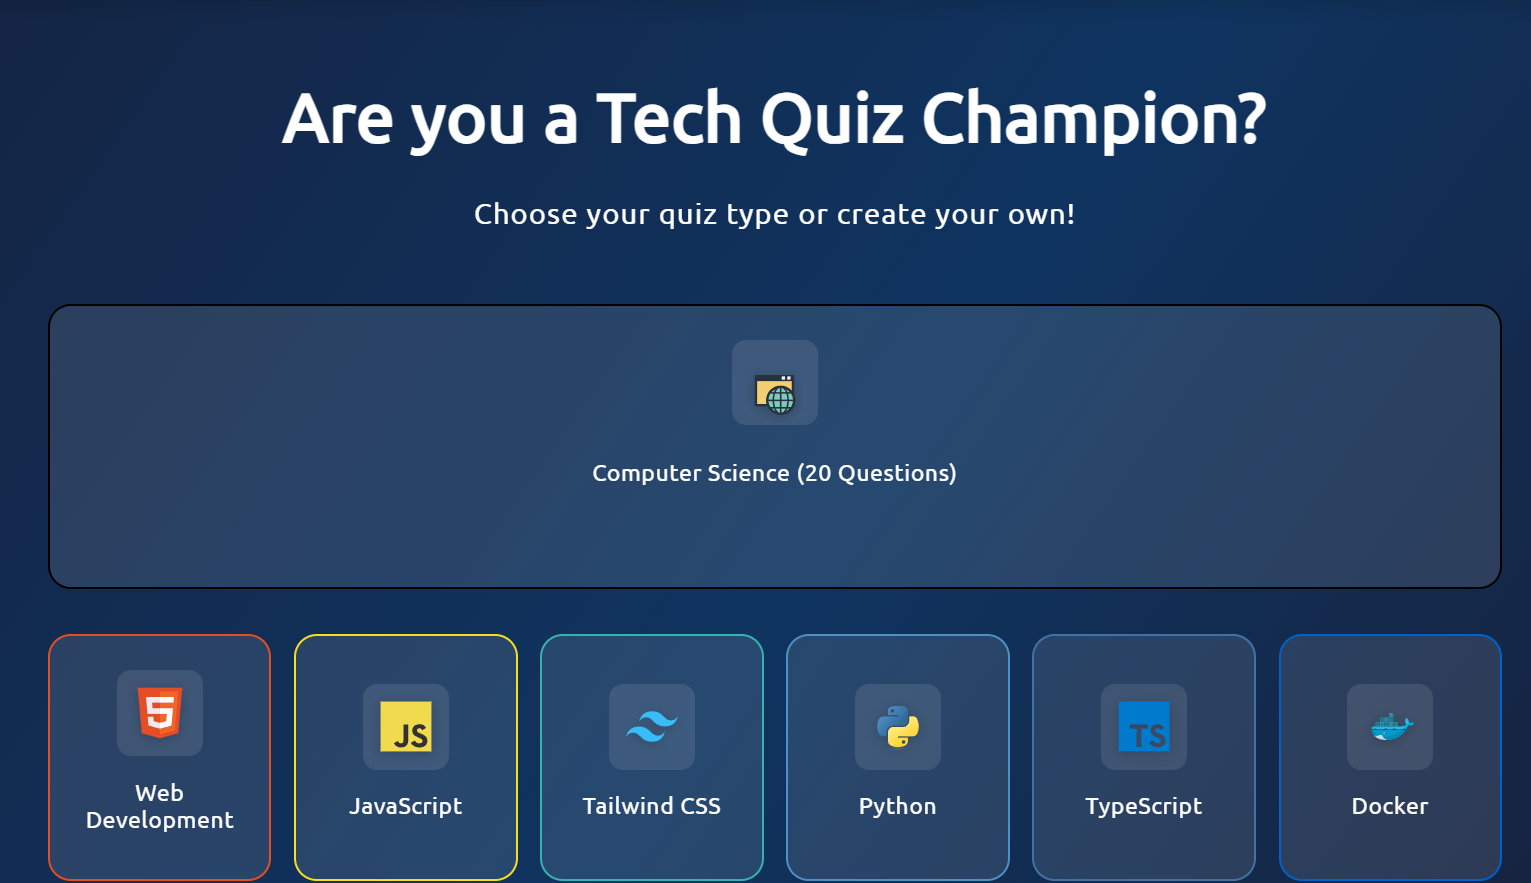 Are you a Tech Quiz Champion?
Choose your quiz type or create your own!
Computer Science (20 Questions)
5
Web
Development
JS
JavaScript
Tailwind CSS
Python
TS
TypeScript
Docker